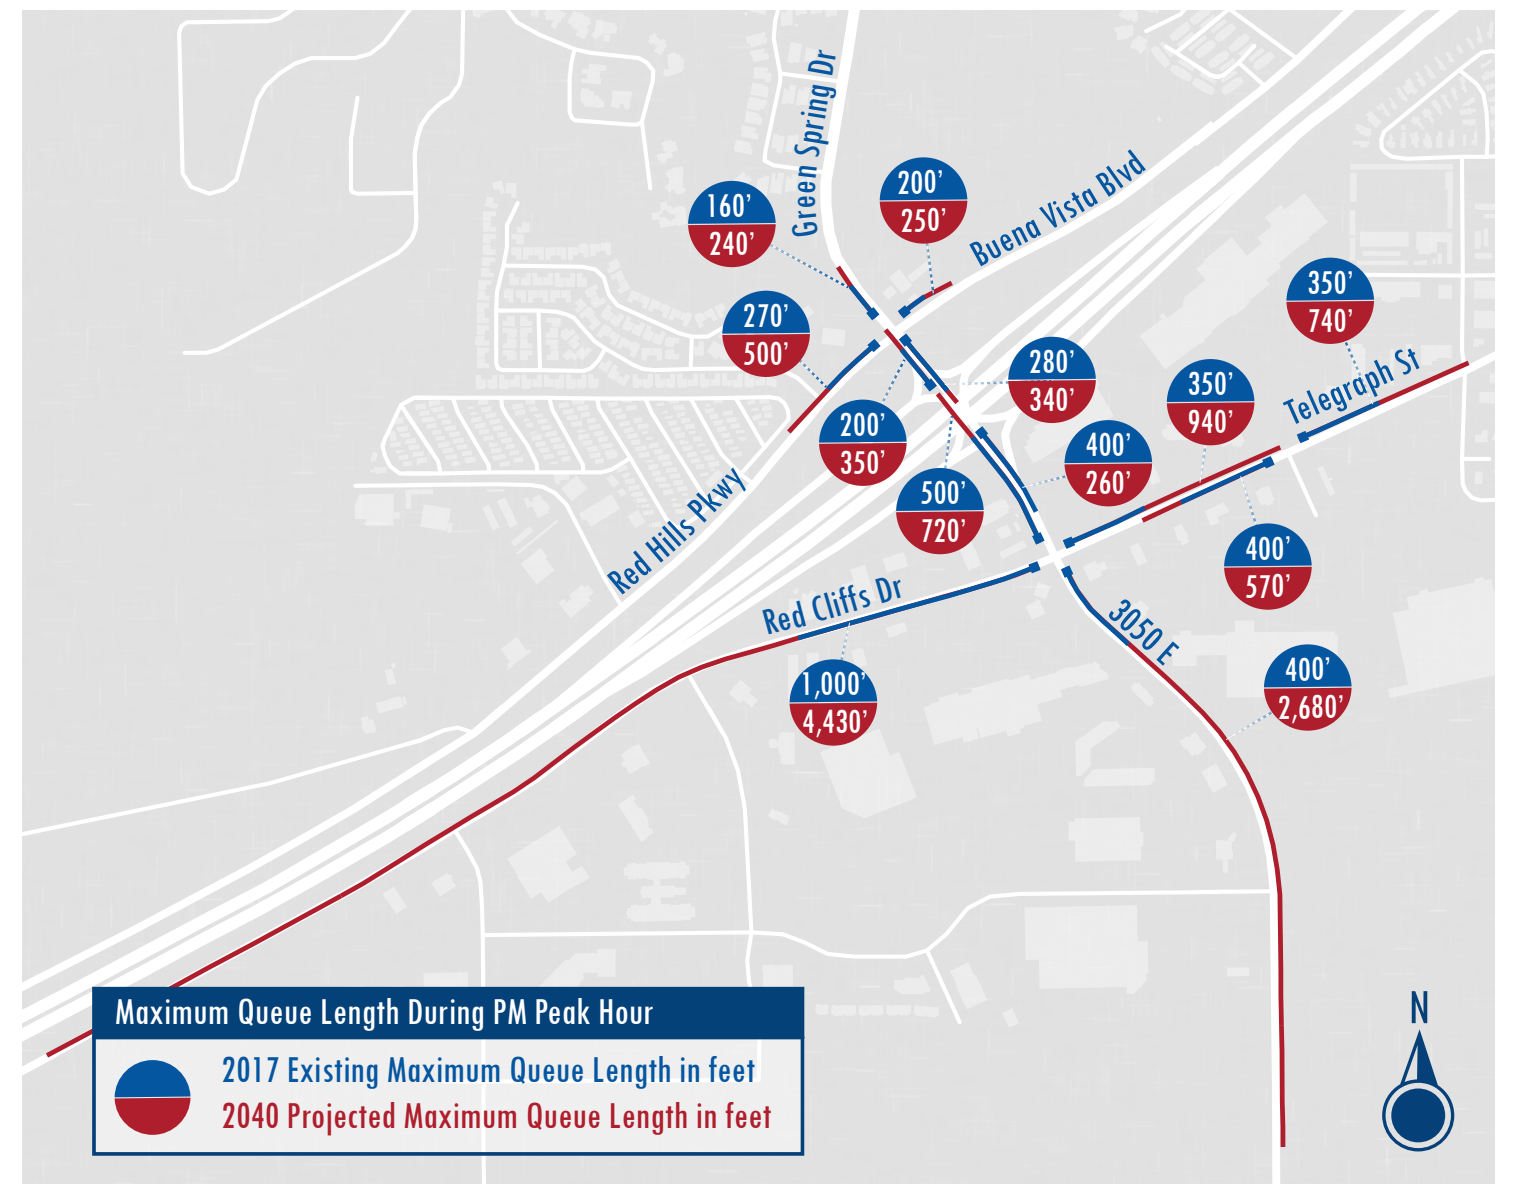 Green Spring Dr
200’
250’
Buena Vista Blvd
160’
240’
350’
740’
270’
500’
280’
340’
350’
940’
Telegraph St
200’
350’
400’
260’
500’
720’
Red Hills Pkwy
400’
570’
Red Cliffs Dr
3050 E
1,000’
4,430’
400’
2,680’
Maximum Queue Length During PM Peak Hour
2017 Existing Maximum Queue Length in feet
2040 Projected Maximum Queue Length in feet
N